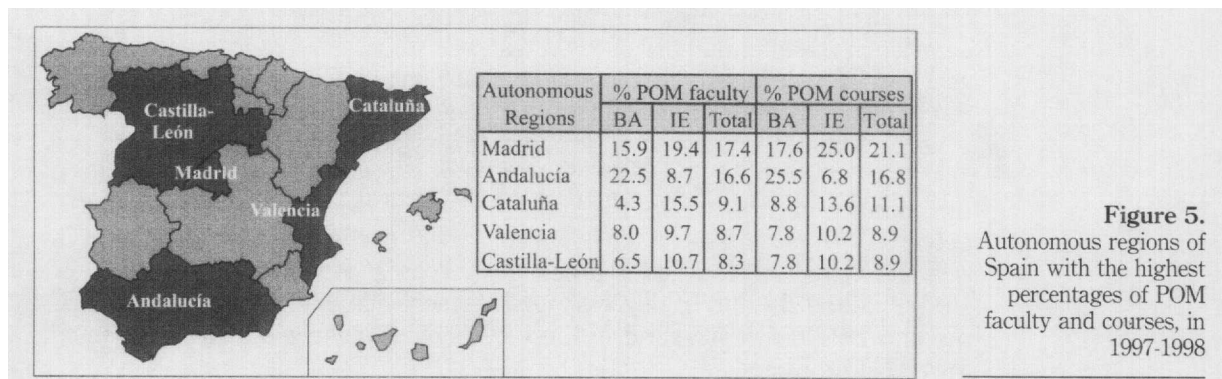 Castilla-
León
Cataluña
Madrid
Valencia
Andalucía
Autonomous Regions % POM faculty % POM courses
BA IE Total BA IE Total
Madrid 15.9 19.4 17.4 17.6 25.0 21.1
Andalucía 22.5 8.7 16.6 25.5 6.8 16.8
Cataluña 4.3 15.5 9.1 8.8 13.6 11.1
Valencia 8.0 9.7 8.7 7.8 10.2 8.9
Castilla-León 6.5 10.7 8.3 7.8 10.2 8.9
Figure 5.
Autonomous regions of
Spain with the highest
percentages of POM
faculty and courses, in
1997-1998